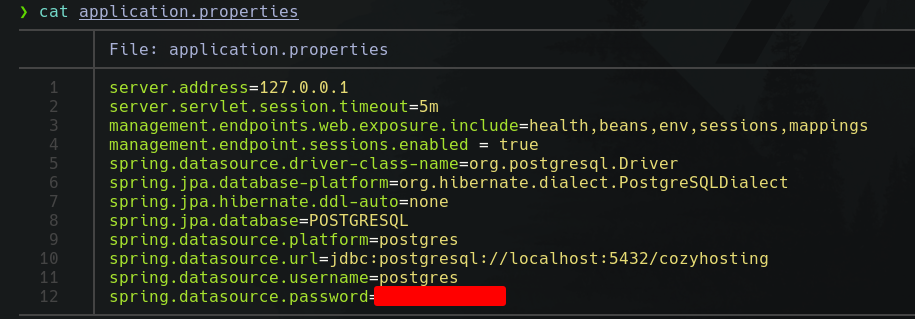 ❯ cat application.properties
File: application.properties
1 server.address=127.0.0.1
2 server.servlet.session.timeout=5m
3 management.endpoints.web.exposure.include=health,beans,env,sessions,mappings
4 management.endpoint.sessions.enabled = true
5 spring.datasource.driver-class-name=org.postgresql.Driver
6 spring.jpa.database-platform=org.hibernate.dialect.PostgreSQLDialect
7 spring.jpa.hibernate.ddl-auto=none
8 spring.jpa.database=POSTGRESQL
9 spring.datasource.platform=postgres
10 spring.datasource.url=jdbc:postgresql://localhost:5432/cozyhosting
11 spring.datasource.username=postgres
12 spring.datasource.password=